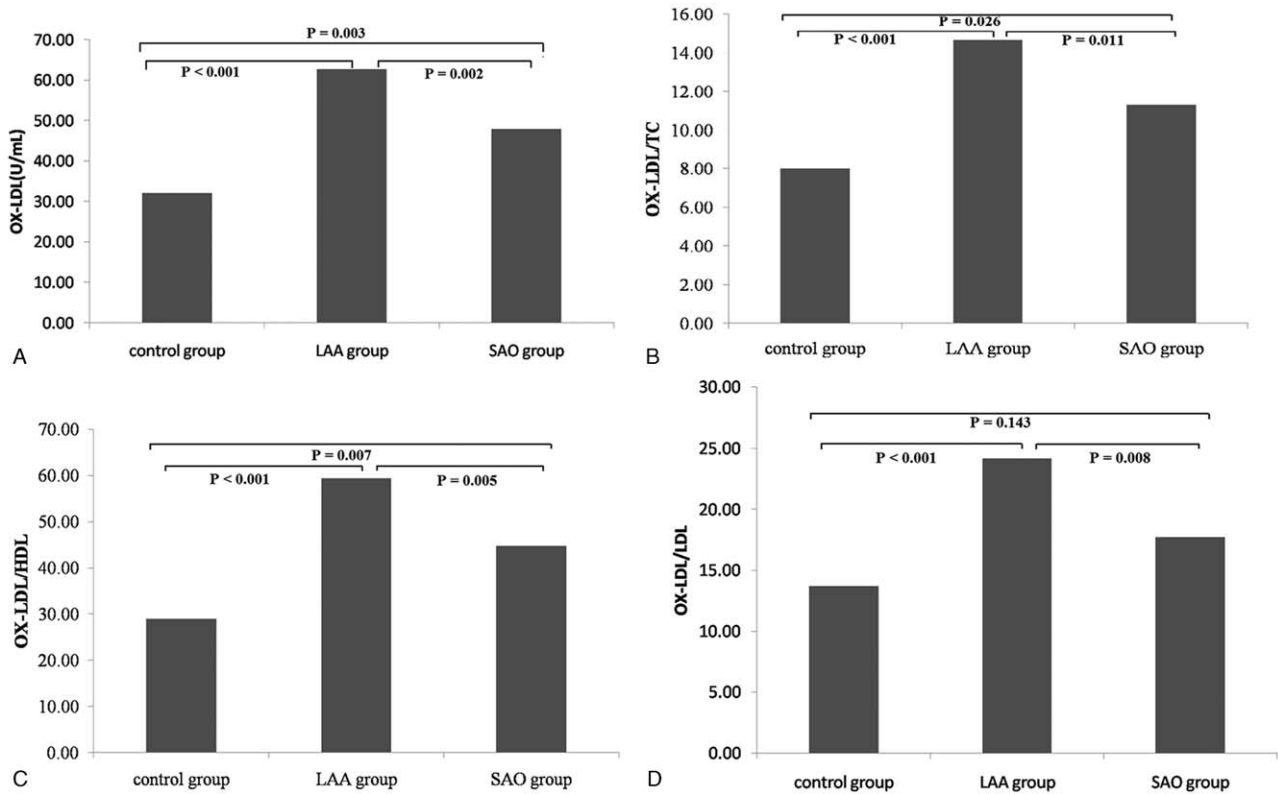 P = 0.003
P < 0.001
P = 0.002
70.00
60.00
50.00
40.00
30.00
20.00
10.00
0.00
OX-LDL(U/mL)
control group
LAA group
SAO group
A
P = 0.026
P < 0.001
P = 0.011
16.00
14.00
12.00
10.00
8.00
6.00
4.00
2.00
0.00
OX-LDL/TC
control group
LAA group
SAO group
B
P = 0.007
P < 0.001
P = 0.005
70.00
60.00
50.00
40.00
30.00
20.00
10.00
0.00
OX-LDL/HDL
control group
LAA group
SAO group
C
P = 0.143
P < 0.001
P = 0.008
30.00
25.00
20.00
15.00
10.00
5.00
0.00
OX-LDL/LDL
control group
LAA group
SAO group
D